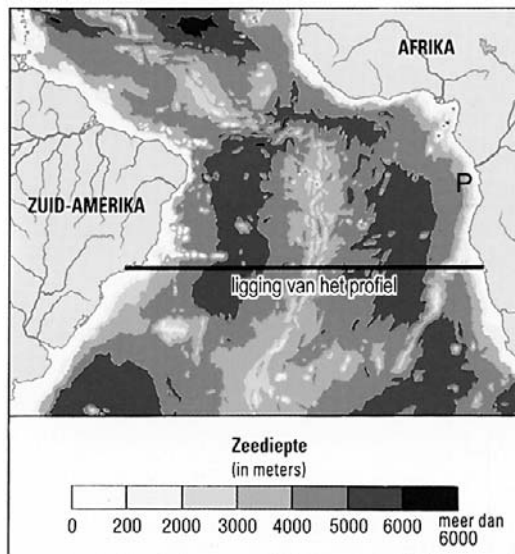 AFRIKA
P
ZUID-AMERIKA
ligging van het profiel
Zeediepte
(in meters)
0 200 2000 3000 4000 5000 6000 meer dan
6000